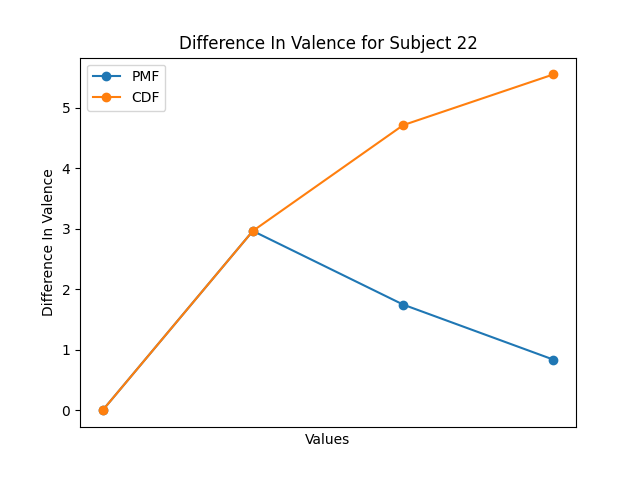 Difference In Valence for Subject 22
PMF
CDF
5
4
3
2
1
0
Difference In Valence
Values